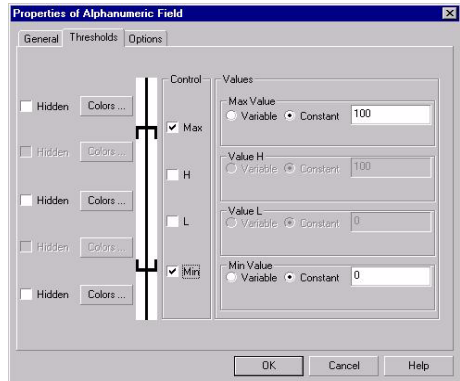 Properties of Alphanumeric Field
General Thresholds Options
Control
Values
Hidden Colors ...
Max
Max Value
Variable Constant 100
Hidden Colors ...
H
Value H
Variable Constant 100
Hidden Colors ...
L
Value L
Variable Constant 0
Hidden Colors ...
Min
Min Value
Variable Constant 0
Hidden Colors ...
OK Cancel Help